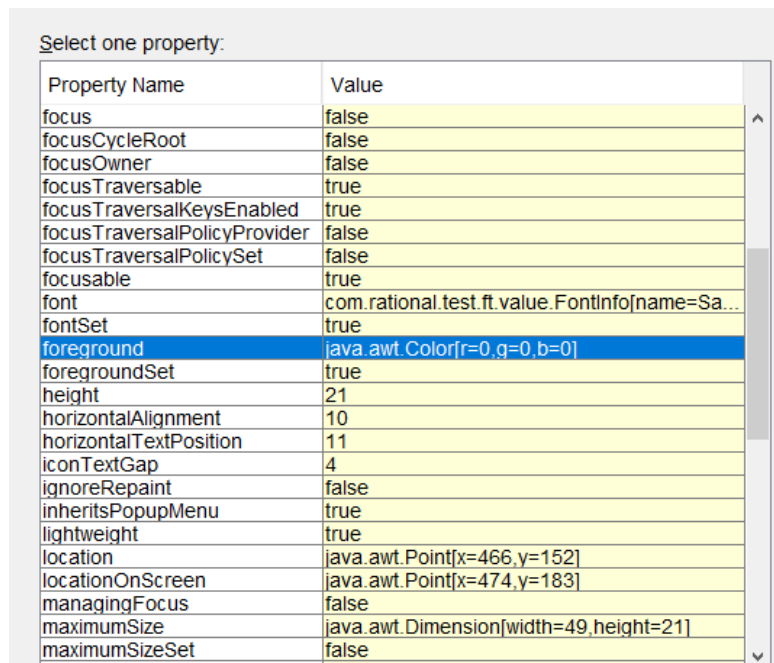 Select one property:
Property Name Value
focus false
focusCycleRoot false
focusOwner false
focusTraversable true
focusTraversalKeysEnabled true
focusTraversalPolicyProvider false
focusTraversalPolicySet false
focusable true
font com.rational.test.ft.value.FontInfo[name=Sa...
fontSet true
foreground java.awt.Color[r=0,g=0,b=0]
foregroundSet true
height 21
horizontalAlignment 10
horizontalTextPosition 11
iconTextGap 4
ignoreRepaint false
inheritsPopupMenu true
lightweight true
location java.awt.Point[x=466,y=152]
locationOnScreen java.awt.Point[x=474,y=183]
managingFocus false
maximumSize java.awt.Dimension[width=49,height=21]
maximumSizeSet false